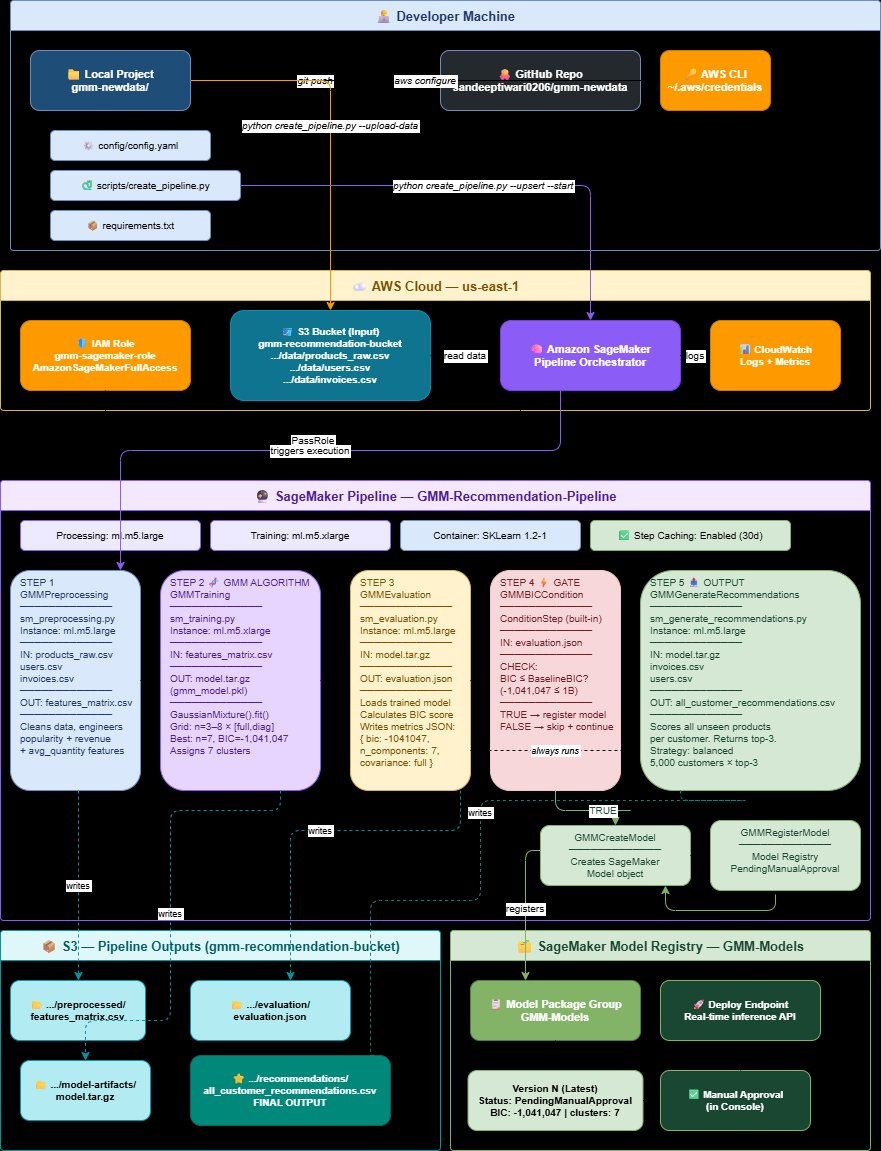 Developer Machine
Local Project
gmm-newdata/
git push
aws configure
GitHub Repo
sandeeptiwari0206/gmm-newdata
AWS CLI
~/.aws/credentials
python create_pipeline.py --upload-data
config/config.yaml
scripts/create_pipeline.py
python create_pipeline.py --upsert --start
requirements.txt
AWS Cloud — us-east-1
IAM Role
gmm-sagemaker-role
AmazonSageMakerFullAccess
S3 Bucket (Input)
gmm-recommendation-bucket
.../data/products_raw.csv
.../data/users.csv
.../data/invoices.csv
read data
Amazon SageMaker
Pipeline Orchestrator
logs
CloudWatch
Logs + Metrics
PassRole
triggers execution
SageMaker Pipeline — GMM-Recommendation-Pipeline
Processing: ml.m5.large
Training: ml.m5.xlarge
Container: SKLearn 1.2-1
Step Caching: Enabled (30d)
STEP 1
GMMPreprocessing
sm_preprocessing.py
Instance: ml.m5.large
IN: products_raw.csv
users.csv
invoices.csv
OUT: features_matrix.csv
Cleans data, engineers
popularity + revenue
+ avg_quantity features
STEP 2 GMM ALGORITHM
GMMTraining
sm_training.py
Instance: ml.m5.xlarge
IN: features_matrix.csv
OUT: model.tar.gz
(gmm_model.pkl)
GaussianMixture().fit()
Grid: n=3–8 × [full,diag]
Best: n=7, BIC=-1,041,047
Assigns 7 clusters
STEP 3
GMMEvaluation
sm_evaluation.py
Instance: ml.m5.large
IN: model.tar.gz
OUT: evaluation.json
Loads trained model
Calculates BIC score
Writes metrics JSON:
{ bic: -1041047,
n_components: 7,
covariance: full }
STEP 4 GATE
GMMBICCondition
ConditionStep (built-in)
IN: evaluation.json
CHECK:
BIC ≤ BaselineBIC?
(-1,041,047 ≤ 1B)
TRUE → register model
FALSE → skip + continue
always runs
STEP 5 OUTPUT
GMMGenerateRecommendations
sm_generate_recommendations.py
Instance: ml.m5.large
IN: model.tar.gz
invoices.csv
users.csv
OUT: all_customer_recommendations.csv
Scores all unseen products
per customer. Returns top-3.
Strategy: balanced
5,000 customers × top-3
TRUE
writes
writes
GMMCreateModel
Creates SageMaker
Model object
GMMRegisterModel
Model Registry
PendingManualApproval
writes
writes
registers
S3 — Pipeline Outputs (gmm-recommendation-bucket)
.../preprocessed/
features_matrix.csv
.../evaluation/
evaluation.json
.../model-artifacts/
model.tar.gz
.../recommendations/
all_customer_recommendations.csv
FINAL OUTPUT
SageMaker Model Registry — GMM-Models
Model Package Group
GMM-Models
Deploy Endpoint
Real-time inference API
Version N (Latest)
Status: PendingManualApproval
BIC: -1,041,047 | clusters: 7
Manual Approval
(in Console)